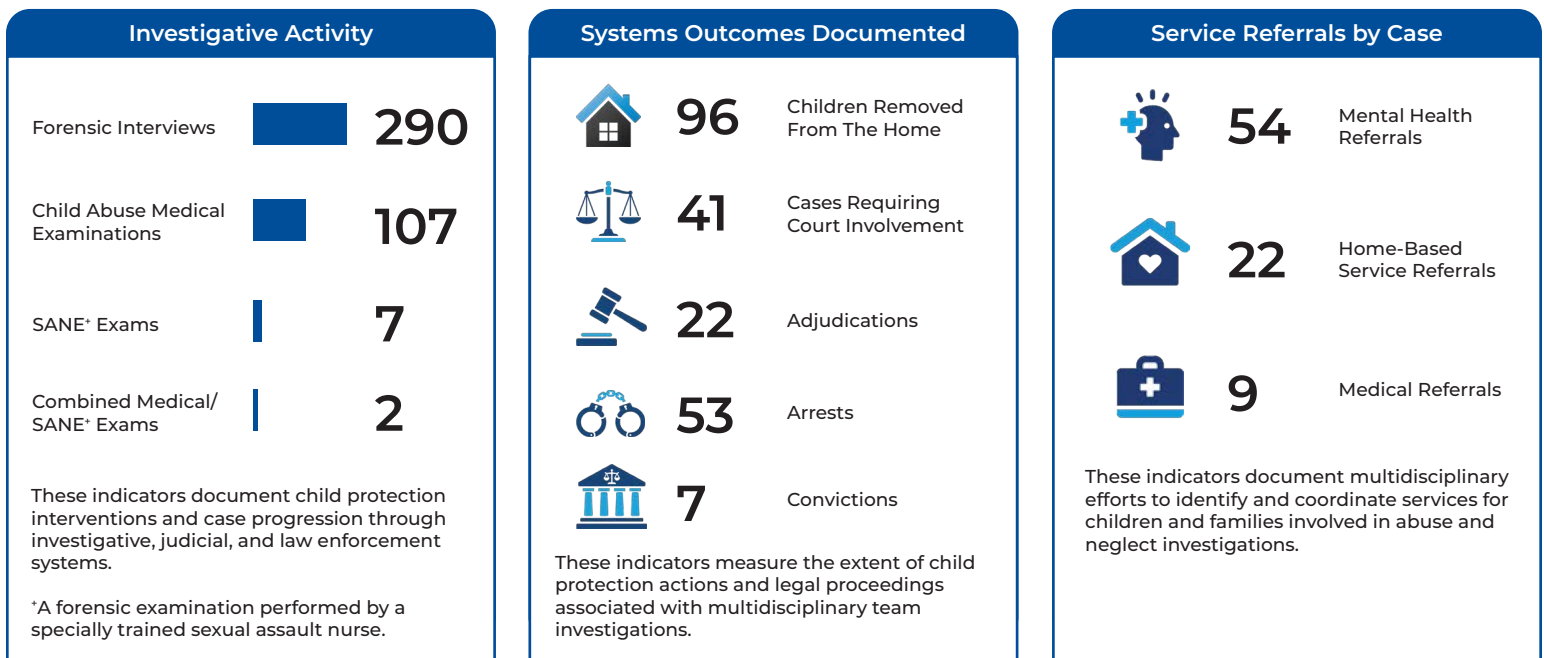 Investigative Activity
Forensic Interviews 290
Child Abuse Medical
Examinations
107
SANE⁺ Exams 7
Combined Medical/
SANE⁺ Exams
2
These indicators document child protection
interventions and case progression through
investigative, judicial, and law enforcement
systems.
⁺A forensic examination performed by a
specially trained sexual assault nurse.
Systems Outcomes Documented
96
Children Removed
From The Home
41
Cases Requiring
Court Involvement
22 Adjudications
53 Arrests
7 Convictions
These indicators measure the extent of child
protection actions and legal proceedings
associated with multidisciplinary team
investigations.
Service Referrals by Case
54
Mental Health
Referrals
22
Home-Based
Service Referrals
9 Medical Referrals
These indicators document multidisciplinary
efforts to identify and coordinate services for
children and families involved in abuse and
neglect investigations.